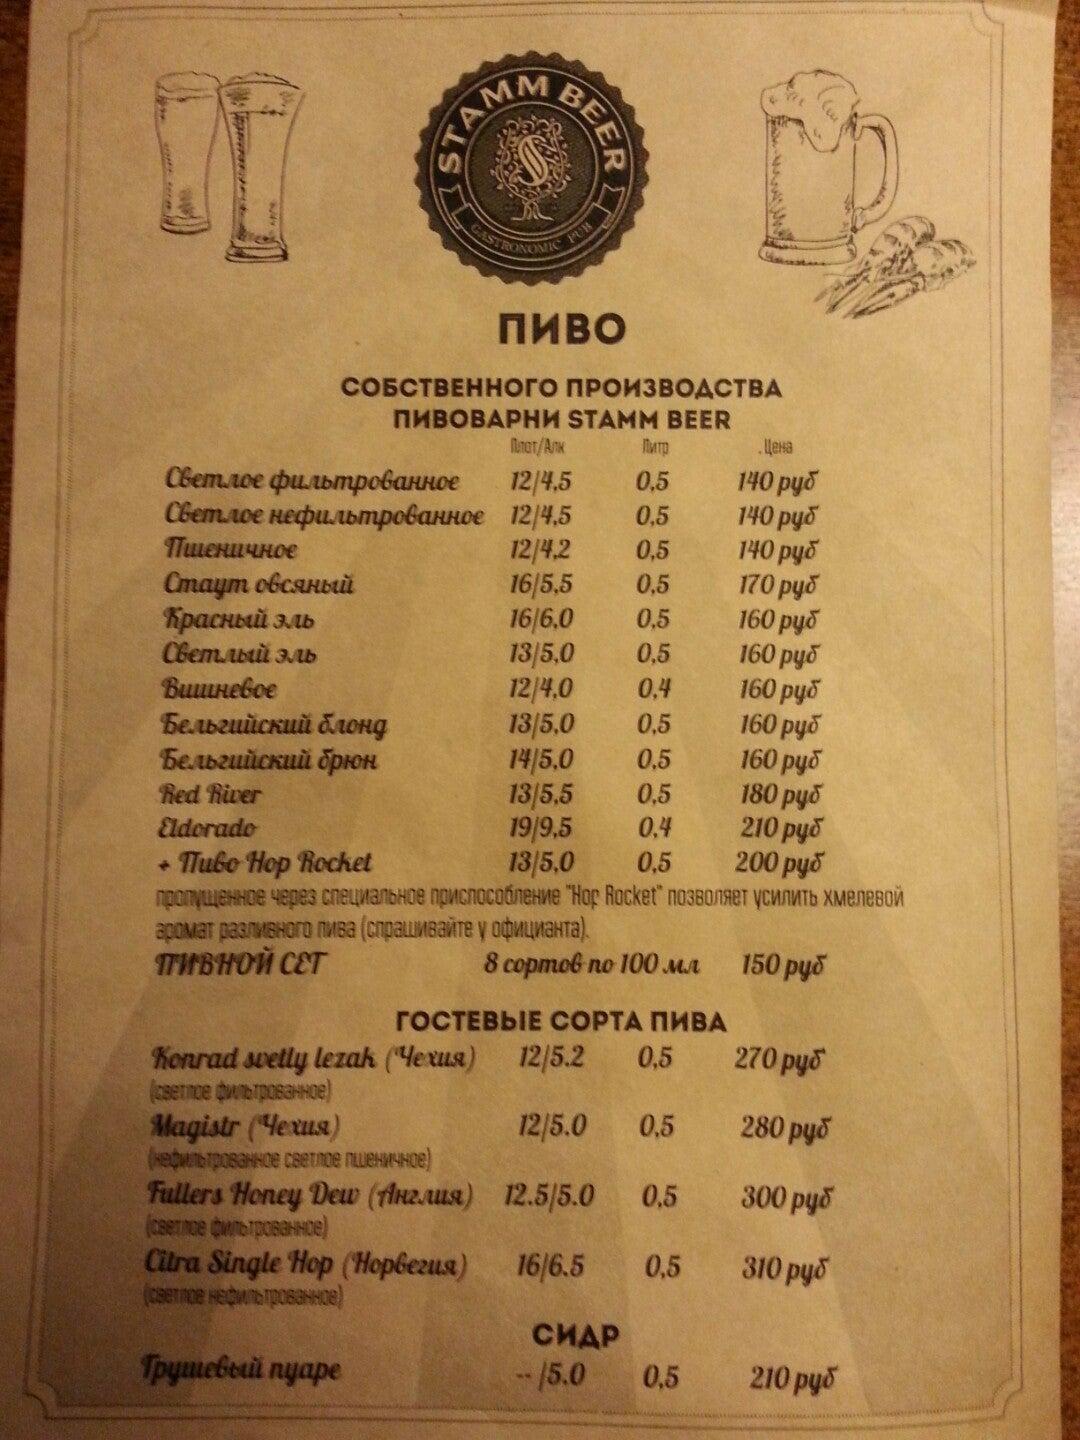 STAMM BEER
GASTRONOMIC PUB
ПИВО
СОБСТВЕННОГО ПРОИЗВОДСТВА
ПИВОВАРНИ STAMM BEER
Плот/Алк Литр . Цена
Светлое фильтрованное 12/4,5 0,5 140 руб
Светлое нефильтрованное 12/4,5 0,5 140 руб
Пшеничное 12/4,2 0,5 140 руб
Стаут овсяный 16/5,5 0,5 170 руб
Красный эль 16/6,0 0,5 160 руб
Светлый эль 13/5,0 0,5 160 руб
Вишневое 12/4,0 0,4 160 руб
Бельгийский блонд 13/5,0 0,5 160 руб
Бельгийский брюн 14/5,0 0,5 160 руб
Red River 13/5,5 0,5 180 руб
Eldorado 19/9,5 0,4 210 руб
+ Пиво Hop Rocket 13/5,0 0,5 200 руб
пропущенное через специальное приспособление "Hop Rocket" позволяет усилить хмелевой
аромат разливного пива (спрашивайте у официанта).
ПИВНОЙ СЕТ 8 сортов по 100 мл 150 руб
ГОСТЕВЫЕ СОРТА ПИВА
Konrad svetly lezak (Чехия) 12/5.2 0,5 270 руб
(светлое фильтрованное)
Magistr (Чехия) 12/5.0 0,5 280 руб
(нефильтрованное светлое пшеничное)
Fullers Honey Dew (Англия) 12.5/5.0 0,5 300 руб
(светлое фильтрованное)
Citra Single Hop (Норвегия) 16/6.5 0,5 310 руб
(светлое нефильтрованное)
СИДР
Грушевый пуаре -- /5.0 0,5 210 руб